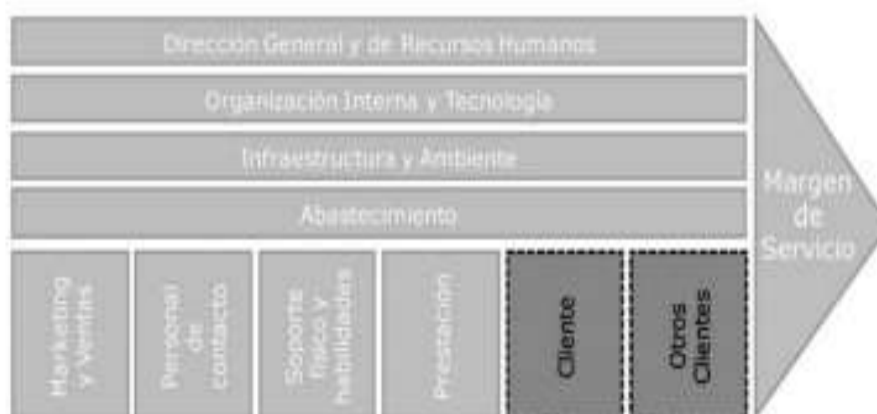 Dirección General y de Recursos Humanos
Organización Interna y Tecnología
Infraestructura y Ambiente
Abastecimiento
Margen
de
Servicio
Marketing
y Ventas
Personal
de
contacto
Soporte
físico y
habilidades
Prestación
Cliente
Otros
Clientes